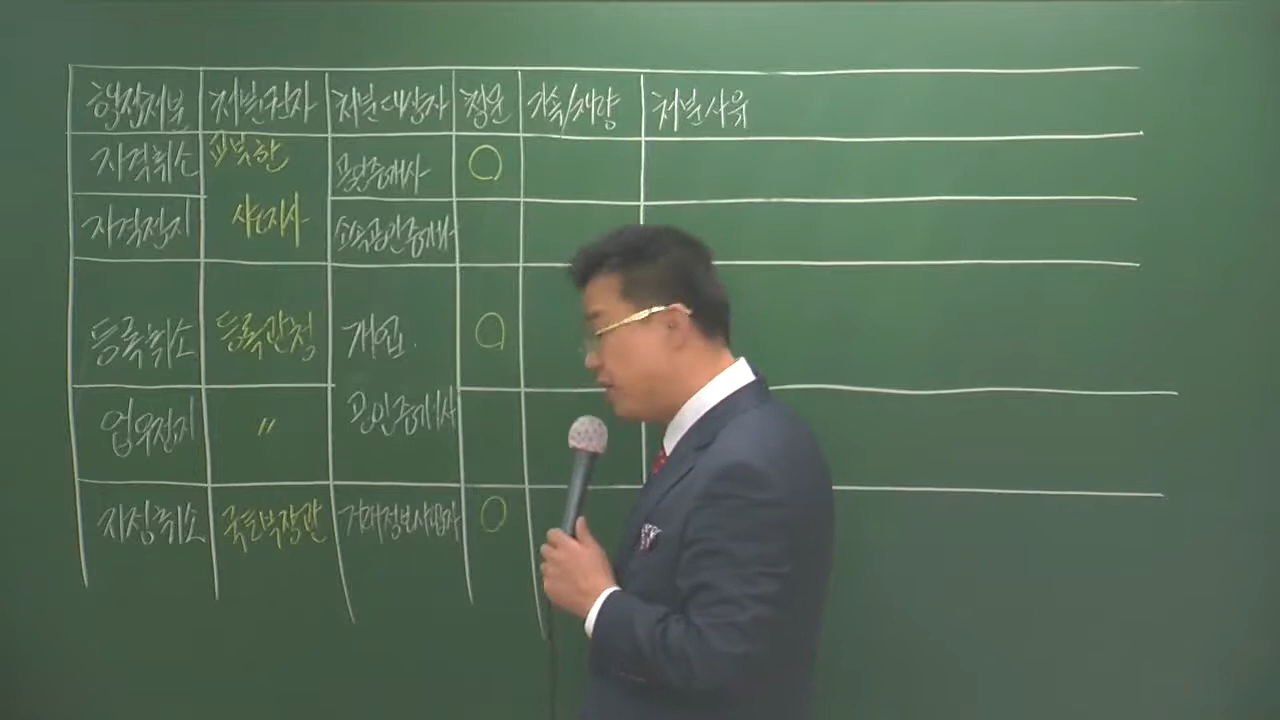 행정처분 처분권자 처분대상자 청문 기속/재량 처분사유
자격취소 교부한 공인중개사 ○
자격정지 시·도지사 소속공인중개사
등록취소 등록관청 개업 ○
업무정지 〃 공인중개사
지정취소 국토부장관 거래정보사업자 ○